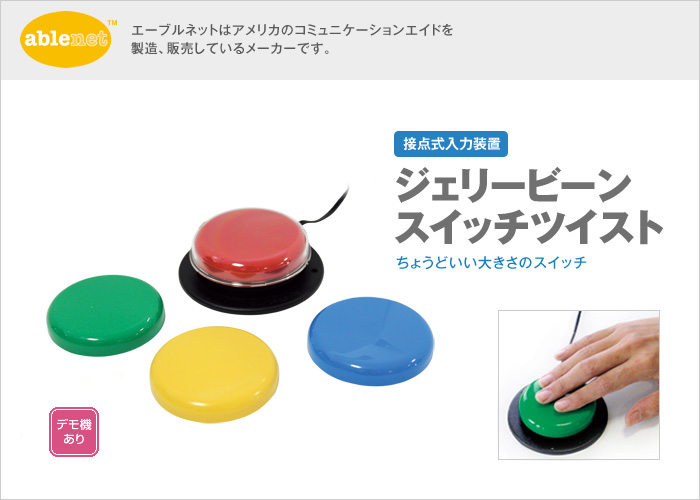 ablenet™
エーブルネットはアメリカのコミュニケーションエイドを
製造、販売しているメーカーです。
接点式入力装置
ジェリービーン
スイッチツイスト
ちょうどいい大きさのスイッチ
デモ機
あり